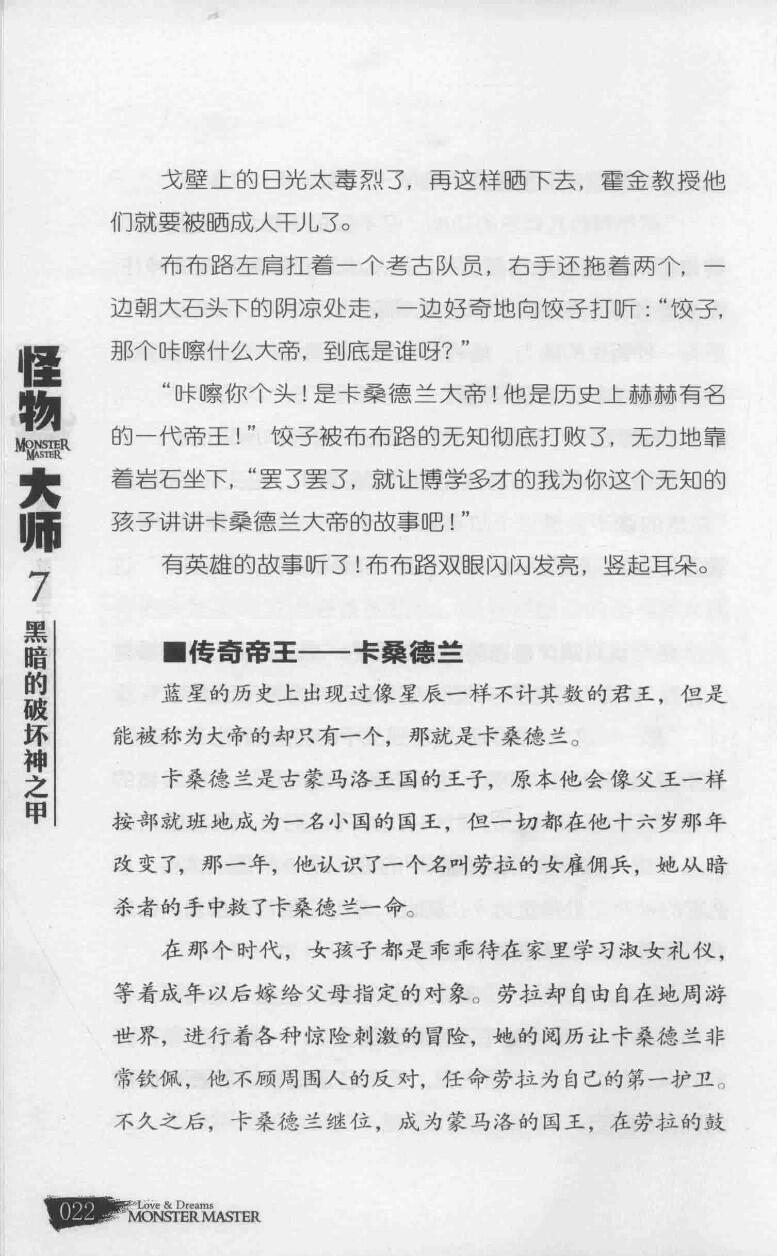 戈壁上的日光太毒烈了，再这样晒下去，霍金教授他
们就要被晒成人干儿了。
布布路左肩扛着一个考古队员，右手还拖着两个，一
边朝大石头下的阴凉处走，一边好奇地向饺子打听：“饺子，
那个咔嚓什么大帝，到底是谁呀？”
“咔嚓你个头！是卡桑德兰大帝！他是历史上赫赫有名
的一代帝王！”饺子被布布路的无知彻底打败了，无力地靠
着岩石坐下，“罢了罢了，就让博学多才的我为你这个无知的
孩子讲讲卡桑德兰大帝的故事吧！”
有英雄的故事听了！布布路双眼闪闪发亮，竖起耳朵。
■传奇帝王——卡桑德兰
蓝星的历史上出现过像星辰一样不计其数的君王，但是
能被称为大帝的却只有一个，那就是卡桑德兰。
卡桑德兰是古蒙马洛王国的王子，原本他会像父王一样
按部就班地成为一名小国的国王，但一切都在他十六岁那年
改变了，那一年，他认识了一个名叫劳拉的女雇佣兵，她从暗
杀者的手中救了卡桑德兰一命。
在那个时代，女孩子都是乖乖待在家里学习淑女礼仪，
等着成年以后嫁给父母指定的对象。劳拉却自由自在地周游
世界，进行着各种惊险刺激的冒险，她的阅历让卡桑德兰非
常钦佩，他不顾周围人的反对，任命劳拉为自己的第一护卫。
不久之后，卡桑德兰继位，成为蒙马洛的国王，在劳拉的鼓
怪物
MONSTER
MASTER
大师
7
黑暗的破坏神之甲
022
Love & Dreams
MONSTER MASTER